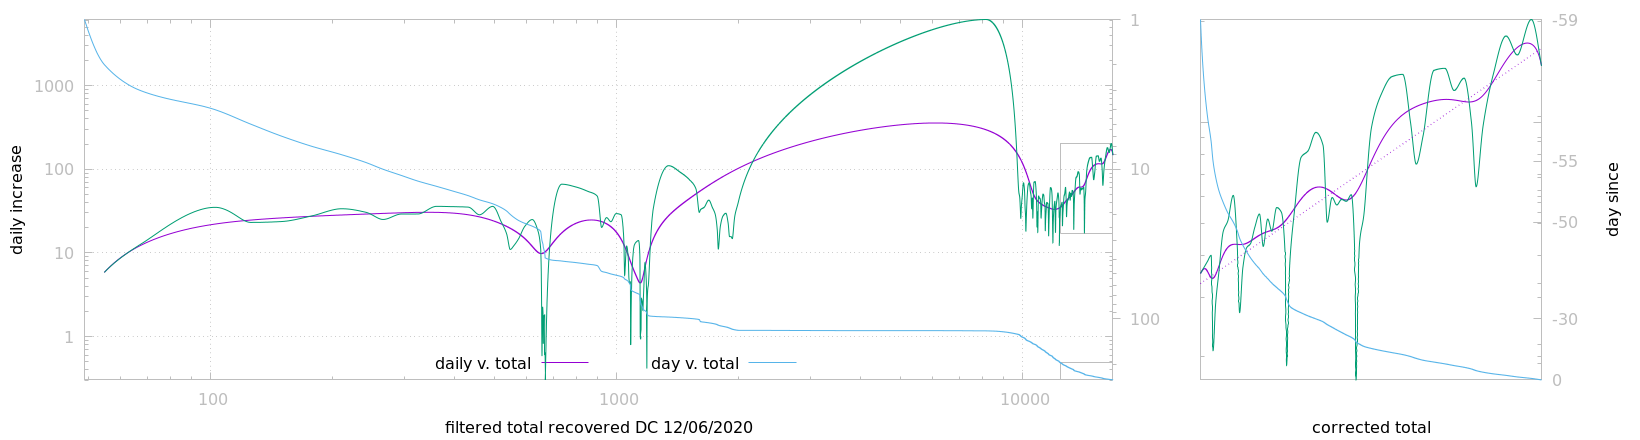 1000
100
10
1
daily increase
1
10
100
-59
-55
-50
-30
0
day since
daily v. total
day v. total
100
1000
10000
filtered total recovered DC 12/06/2020
corrected total